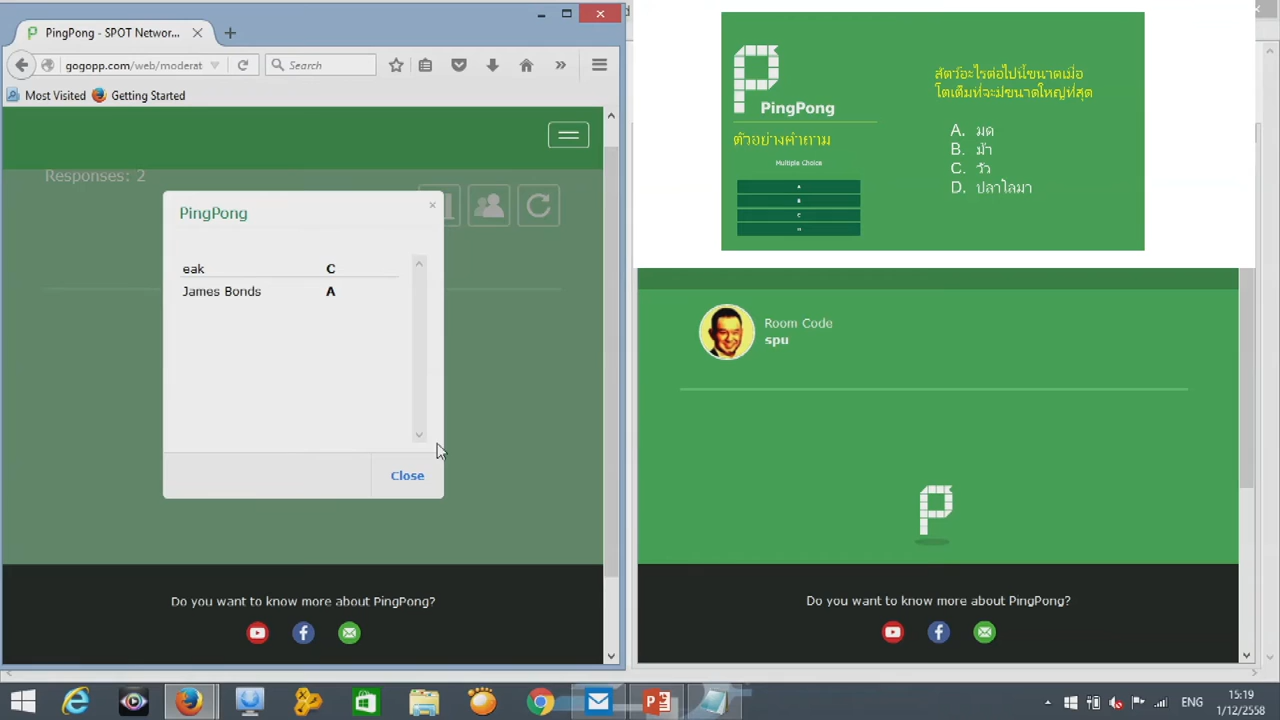 PingPong - SPOT Networ...
gogopp.com/web/moderat
Search
Most Visited
Getting Started
Responses: 2
PingPong
eak C
James Bonds A
Close
Do you want to know more about PingPong?
PingPong
ตัวอย่างคำถาม
Multiple Choice
A
B
C
สัตว์อะไรต่อไปนี้ขนาดเมื่อ
โตเต็มที่จะมีขนาดใหญ่ที่สุด
A. มด
B. ม้า
C. วัว
D. ปลาโลมา
Room Code
spu
Do you want to know more about PingPong?
ENG
15:19
1/12/2558